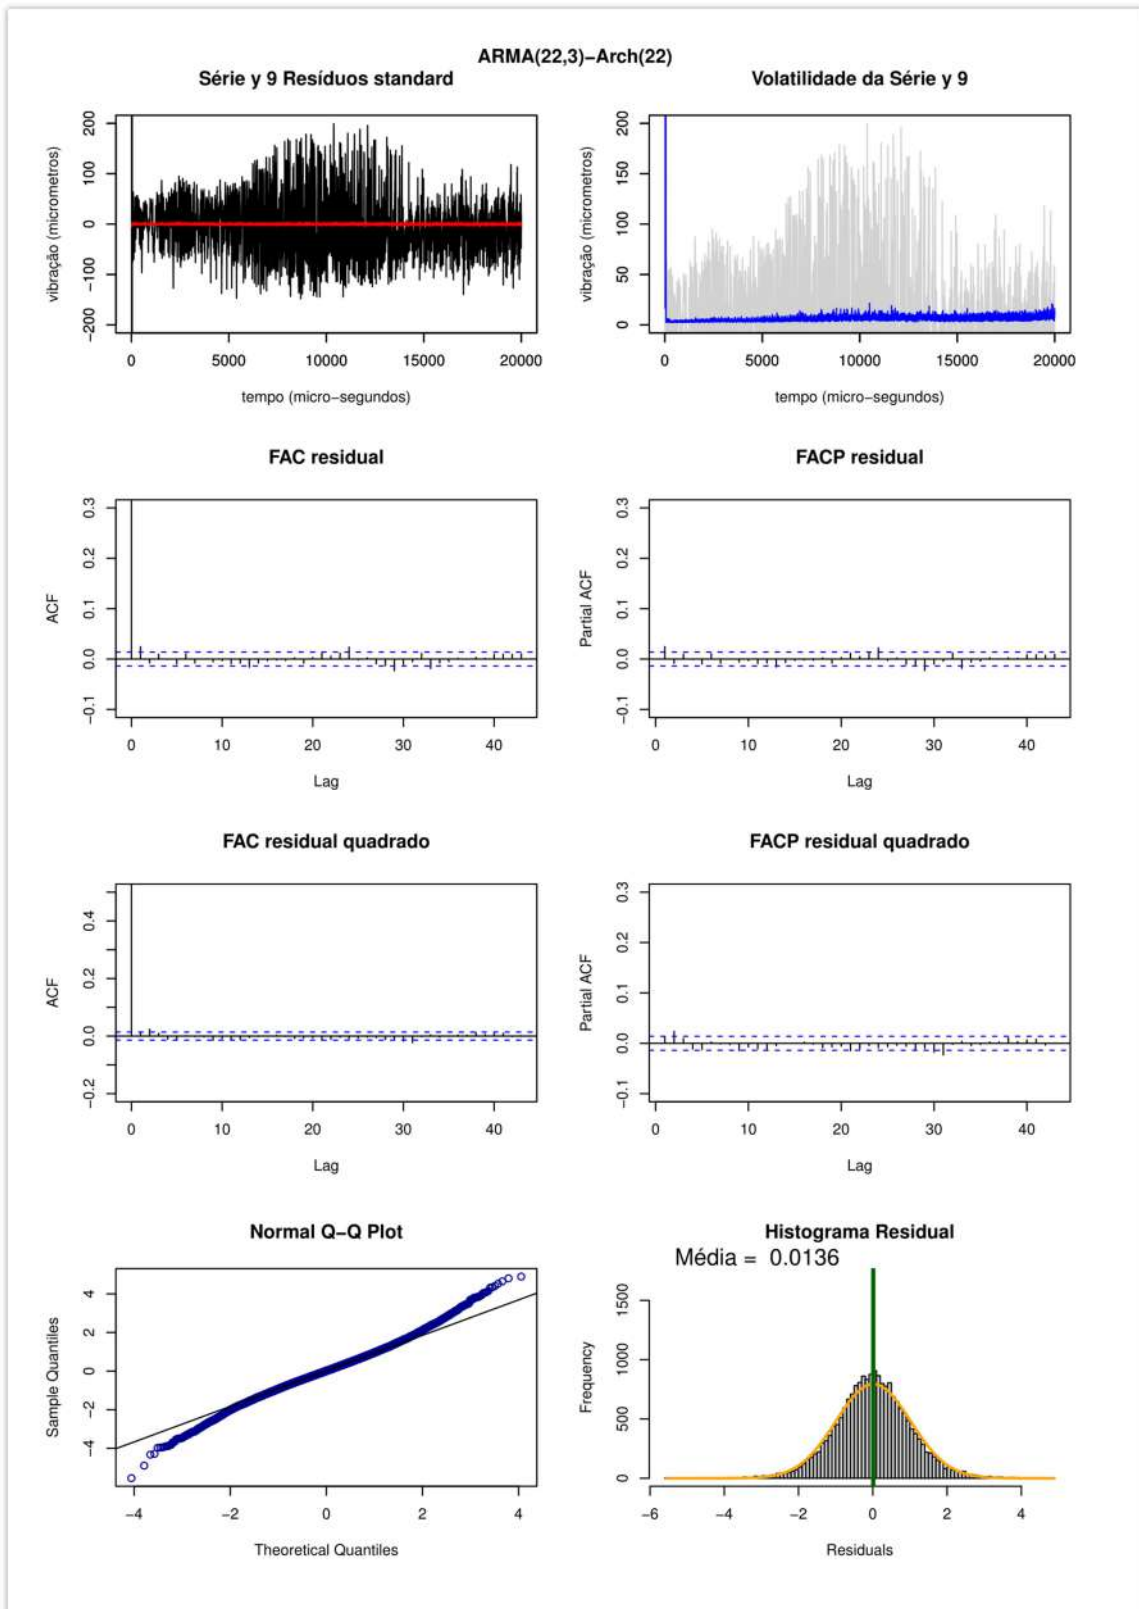 ARMA(22,3)−Arch(22)
Série y 9 Resíduos standard
Volatilidade da Série y 9
vibração (micrometros)
200
100
0
−100
−200
0 5000 10000 15000 20000
tempo (micro−segundos)
vibração (micrometros)
200
150
100
50
0
0 5000 10000 15000 20000
tempo (micro−segundos)
FAC residual
ACF
0.3
0.2
0.1
0.0
−0.1
0 10 20 30 40
Lag
FACP residual
Partial ACF
0.3
0.2
0.1
0.0
−0.1
0 10 20 30 40
Lag
FAC residual quadrado
ACF
0.4
0.2
0.0
−0.2
0 10 20 30 40
Lag
FACP residual quadrado
Partial ACF
0.3
0.2
0.1
0.0
−0.1
0 10 20 30 40
Lag
Normal Q−Q Plot
Sample Quantiles
4
2
0
−2
−4
−4 −2 0 2 4
Theoretical Quantiles
Histograma Residual
Média = 0.0136
Frequency
1500
1000
500
0
−6 −4 −2 0 2 4
Residuals